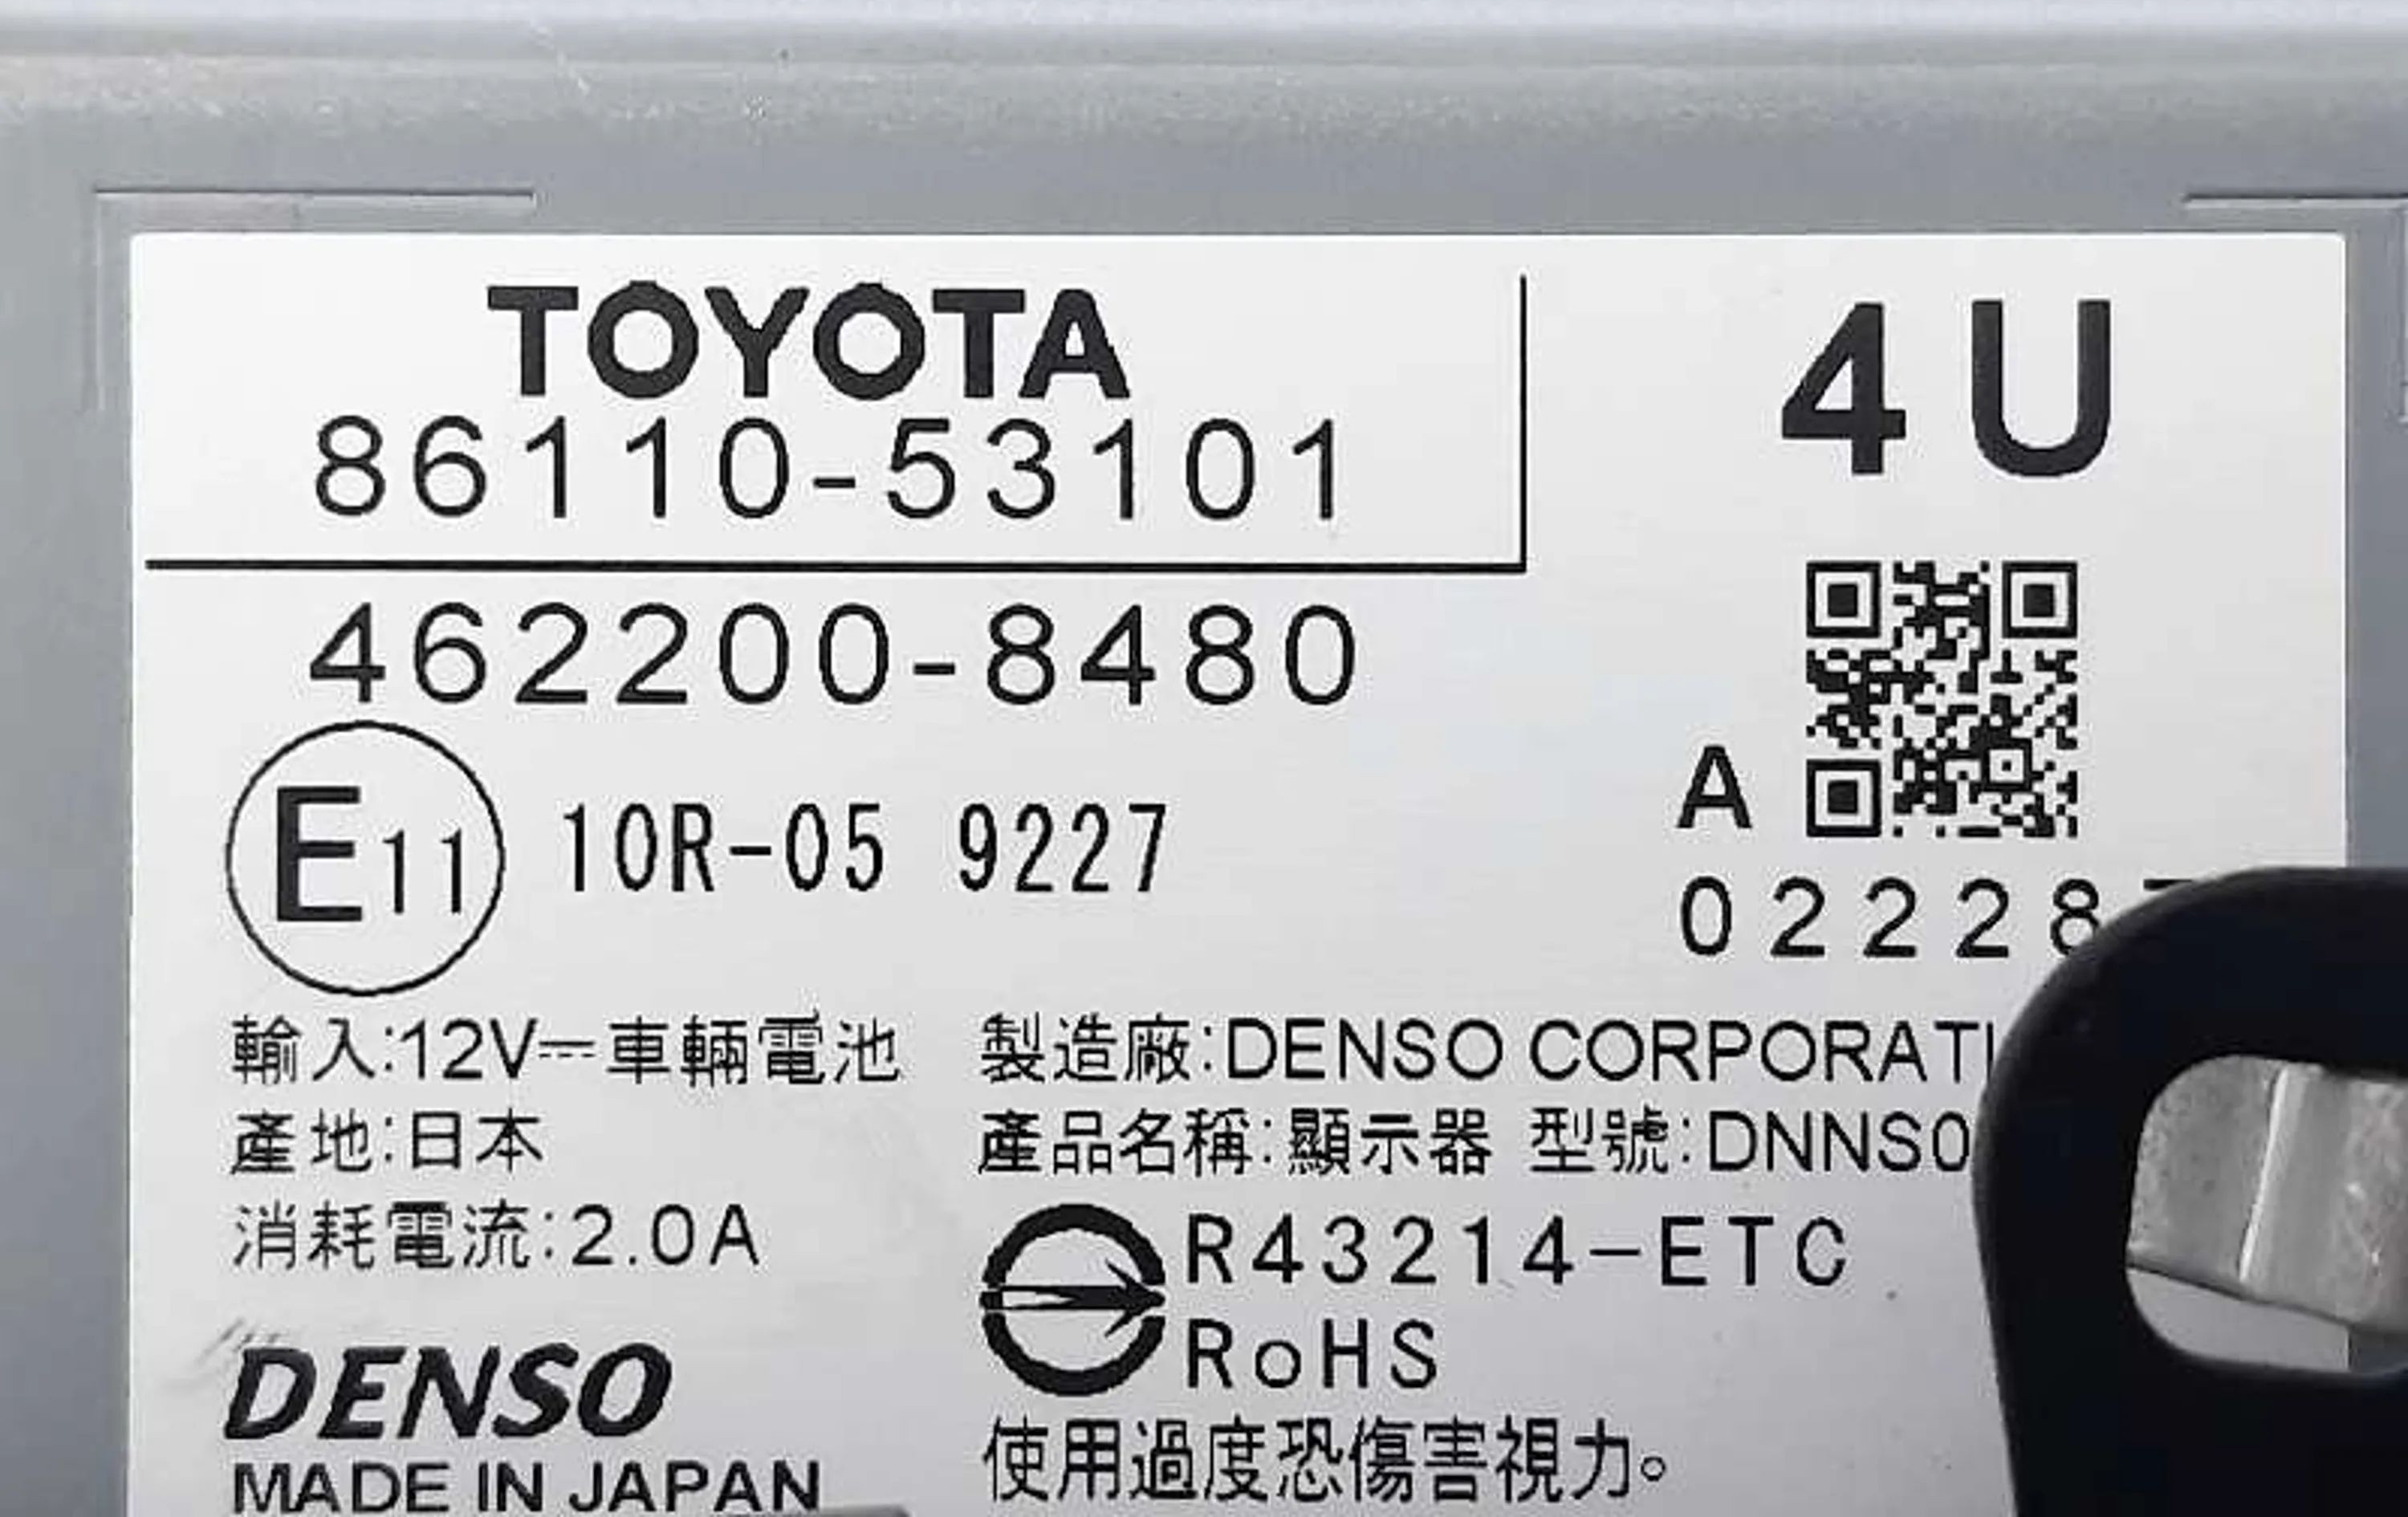 TOYOTA
86110-53101
4U
462200-8480
E11 10R-05 9227
A
02228
輸入:12V⎓車輛電池
產地:日本
消耗電流:2.0A
製造廠:DENSO CORPORATI
產品名稱:顯示器 型號:DNNS0
R43214-ETC
RoHS
使用過度恐傷害視力。
DENSO
MADE IN JAPAN